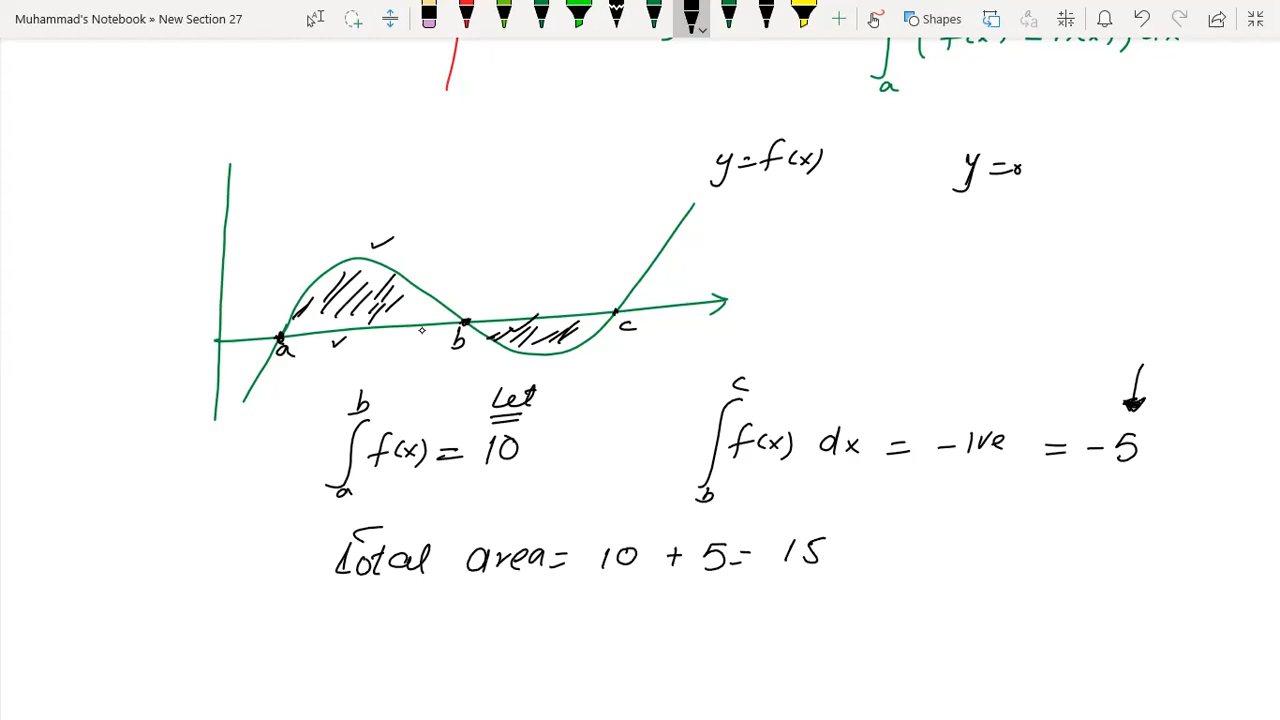 Muhammad's Notebook » New Section 27
Shapes
a
y=f(x)
y=
a
b
c
b
∫ f(x) = 10
a
Let
c
∫ f(x) dx = -ive = -5
b
Total area= 10 + 5= 15